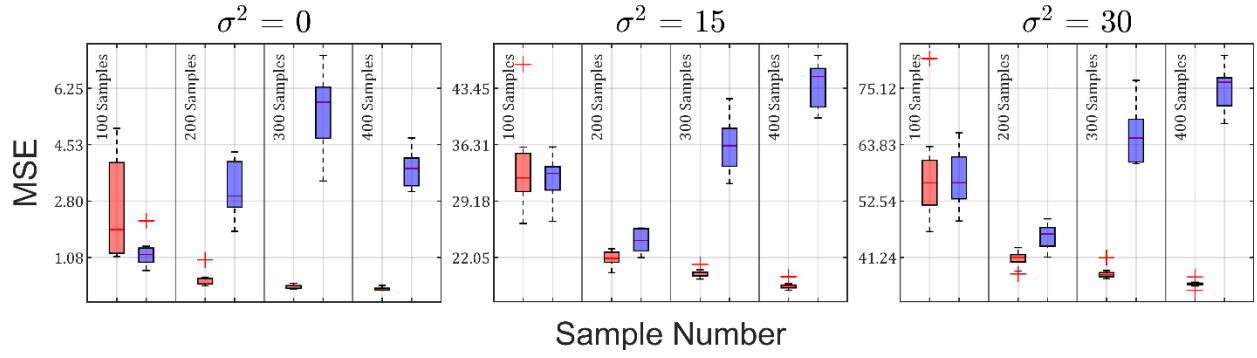 σ² = 0
σ² = 15
σ² = 30
MSE
6.25
4.53
2.80
1.08
100 Samples
200 Samples
300 Samples
400 Samples
43.45
36.31
29.18
22.05
100 Samples
200 Samples
300 Samples
400 Samples
75.12
63.83
52.54
41.24
100 Samples
200 Samples
300 Samples
400 Samples
Sample Number